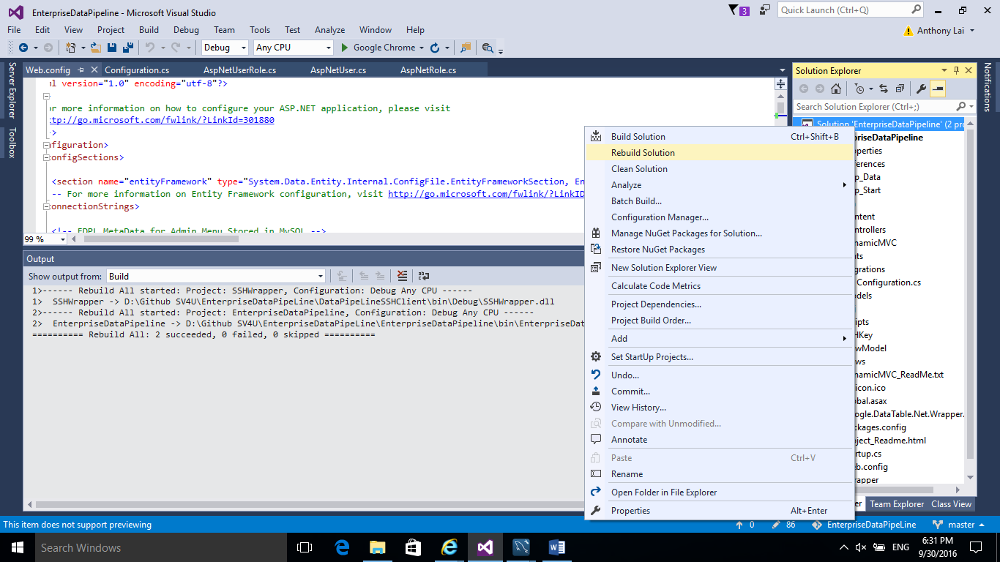 EnterpriseDataPipeline - Microsoft Visual Studio
3
Quick Launch (Ctrl+Q)
File Edit View Project Build Debug Team Tools Test Analyze Window Help
Anthony Lai
Debug Any CPU Google Chrome
Server Explorer
Toolbox
Web.config Configuration.cs AspNetUserRole.cs AspNetUser.cs AspNetRole.cs
version="1.0" encoding="utf-8"?>
more information on how to configure your ASP.NET application, please visit
tp://go.microsoft.com/fwlink/?LinkId=301880
>
figuration>
onfigSections>
<section name="entityFramework" type="System.Data.Entity.Internal.ConfigFile.EntityFrameworkSection, En
-- For more information on Entity Framework configuration, visit http://go.microsoft.com/fwlink/?LinkID
onnectionStrings>
<!-- EDPL MetaData for Admin Menu Stored in MySQL -->
99 %
Output
Show output from: Build
1>------ Rebuild All started: Project: SSHWrapper, Configuration: Debug Any CPU ------
1> SSHWrapper -> D:\Github SV4U\EnterpriseDataPipeLine\DataPipeLineSSHClient\bin\Debug\SSHWrapper.dll
2>------ Rebuild All started: Project: EnterpriseDataPipeline, Configuration: Debug Any CPU ------
2> EnterpriseDataPipeline -> D:\Github SV4U\EnterpriseDataPipeLine\EnterpriseDataPipeline\bin\EnterpriseDat
========== Rebuild All: 2 succeeded, 0 failed, 0 skipped ==========
Build Solution Ctrl+Shift+B
Rebuild Solution
Clean Solution
Analyze
Batch Build...
Configuration Manager...
Manage NuGet Packages for Solution...
Restore NuGet Packages
New Solution Explorer View
Calculate Code Metrics
Project Dependencies...
Project Build Order...
Add
Set StartUp Projects...
Undo...
Commit...
View History...
Compare with Unmodified...
Annotate
Paste Ctrl+V
Rename
Open Folder in File Explorer
Properties Alt+Enter
Solution Explorer
Search Solution Explorer (Ctrl+;)
Solution 'EnterpriseDataPipeline' (2 pro
riseDataPipeline
perties
ferences
p_Data
p_Start
ntent
ntrollers
namicMVC
nts
grations
Configuration.cs
odels
ripts
HKey
wModel
ws
namicMVC_ReadMe.txt
icon.ico
obal.asax
ogle.DataTable.Net.Wrapper.
ckages.config
ject_Readme.html
rtup.cs
eb.config
rapper
er Team Explorer Class View
Notifications
This item does not support previewing
0 86 EnterpriseDataPipeLine master
Search Windows
ENG
6:31 PM
9/30/2016